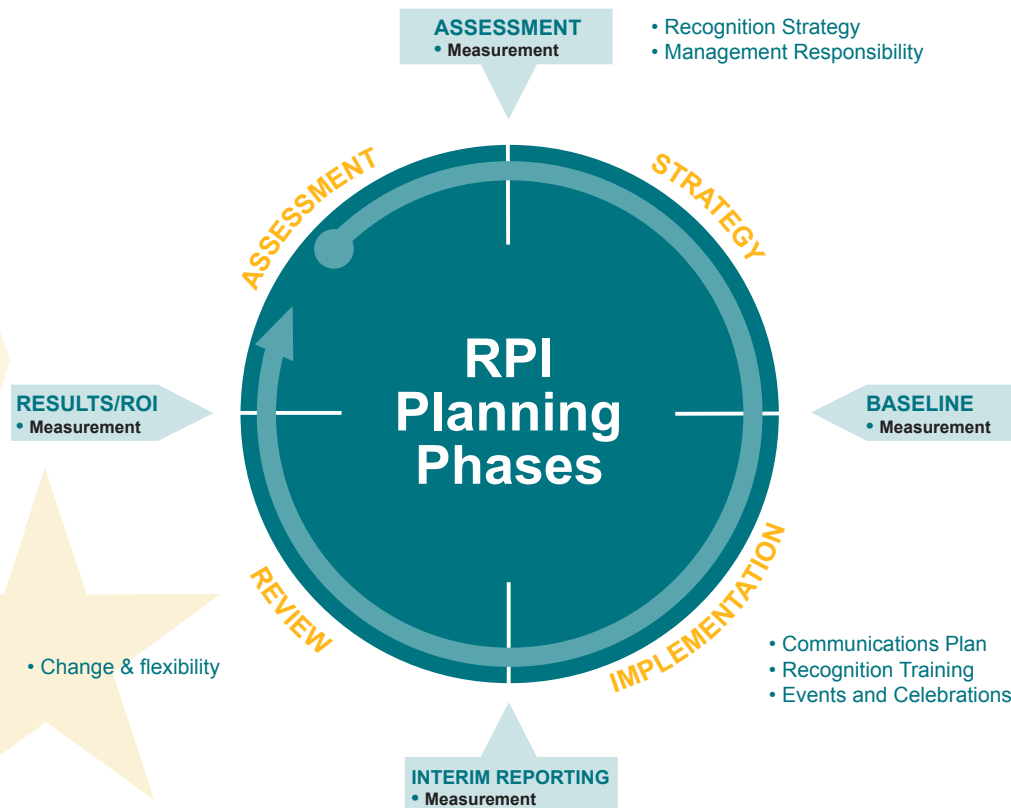 ASSESSMENT
• Measurement
• Recognition Strategy
• Management Responsibility
ASSESSMENT
STRATEGY
RPI
Planning
Phases
RESULTS/ROI
• Measurement
BASELINE
• Measurement
REVIEW
IMPLEMENTATION
• Change & flexibility
• Communications Plan
• Recognition Training
• Events and Celebrations
INTERIM REPORTING
• Measurement